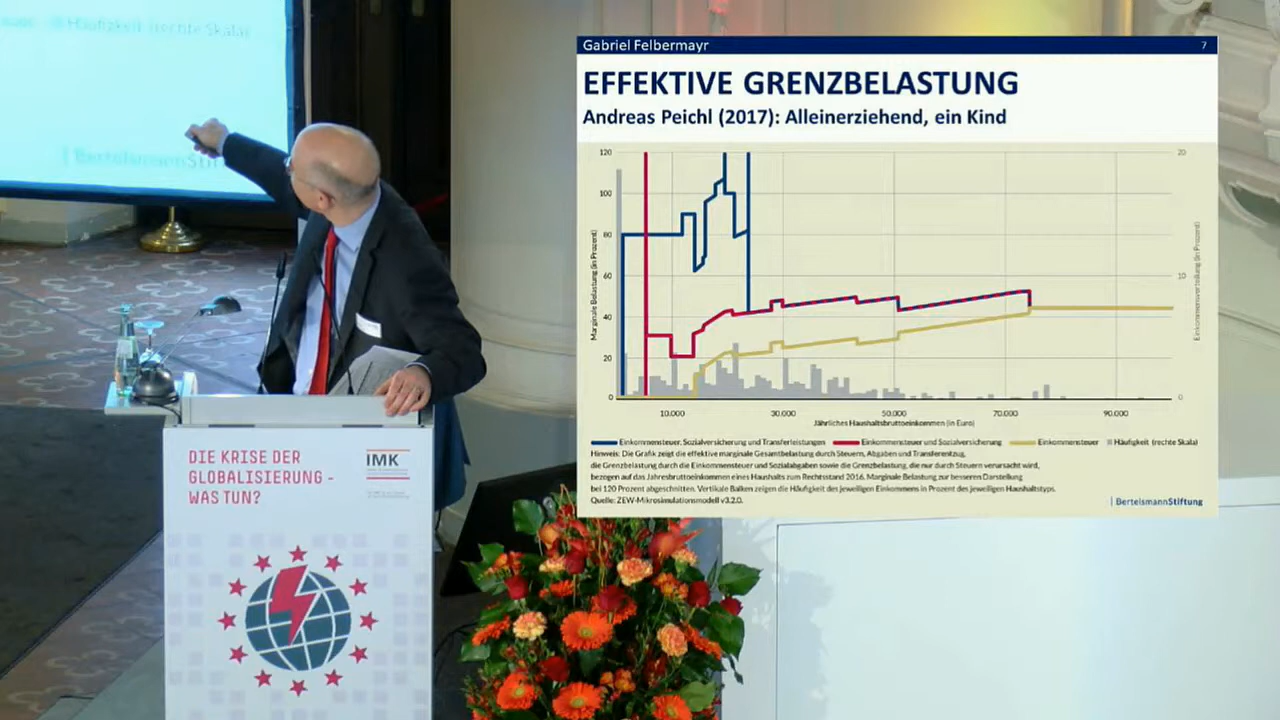 Häufigkeit (rechte Skala)
BertelsmannStif
DIE KRISE DER
GLOBALISIERUNG -
WAS TUN?
IMK
Gabriel Felbermayr 7
EFFEKTIVE GRENZBELASTUNG
Andreas Peichl (2017): Alleinerziehend, ein Kind
Marginale Belastung (in Prozent)
120
100
80
60
40
20
0
20
10
0
Einkommensverteilung (in Prozent)
10.000 30.000 50.000 70.000 90.000
Jährliches Haushaltsbruttoeinkommen (in Euro)
Einkommensteuer, Sozialversicherung und Transferleistungen Einkommensteuer und Sozialversicherung Einkommensteuer Häufigkeit (rechte Skala)
Hinweis: Die Grafik zeigt die effektive marginale Gesamtbelastung durch Steuern, Abgaben und Transferentzug,
die Grenzbelastung durch die Einkommensteuer und Sozialabgaben sowie die Grenzbelastung, die nur durch Steuern verursacht wird,
bezogen auf das Jahresbruttoeinkommen eines Haushalts zum Rechtsstand 2016. Marginale Belastung zur besseren Darstellung
bei 120 Prozent abgeschnitten. Vertikale Balken zeigen die Häufigkeit des jeweiligen Einkommens in Prozent des jeweiligen Haushaltstyps.
Quelle: ZEW-Mikrosimulationsmodell v3.2.0.
BertelsmannStiftung